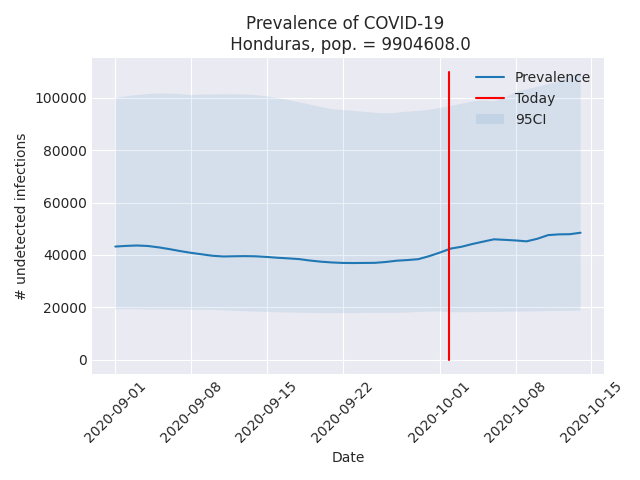 Prevalence of COVID-19
Honduras, pop. = 9904608.0
Prevalence
Today
95CI
# undetected infections
100000
80000
60000
40000
20000
0
2020-09-01
2020-09-08
2020-09-15
2020-09-22
2020-10-01
2020-10-08
2020-10-15
Date